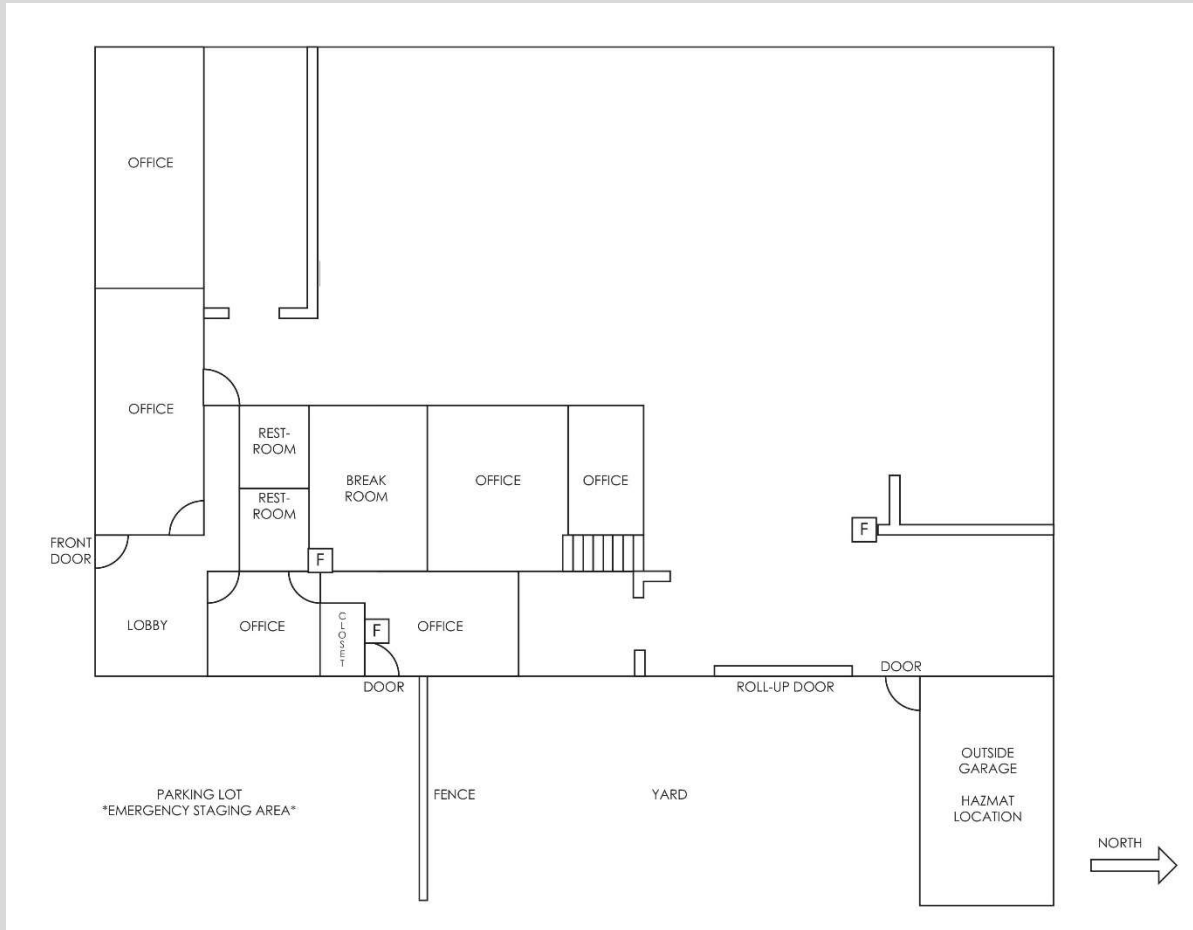 OFFICE
OFFICE
REST-
ROOM
REST-
ROOM
BREAK
ROOM
OFFICE
OFFICE
F
F
FRONT
DOOR
LOBBY
OFFICE
CLOSET
F
OFFICE
DOOR
DOOR
ROLL-UP DOOR
PARKING LOT
*EMERGENCY STAGING AREA*
FENCE
YARD
OUTSIDE
GARAGE
HAZMAT
LOCATION
NORTH